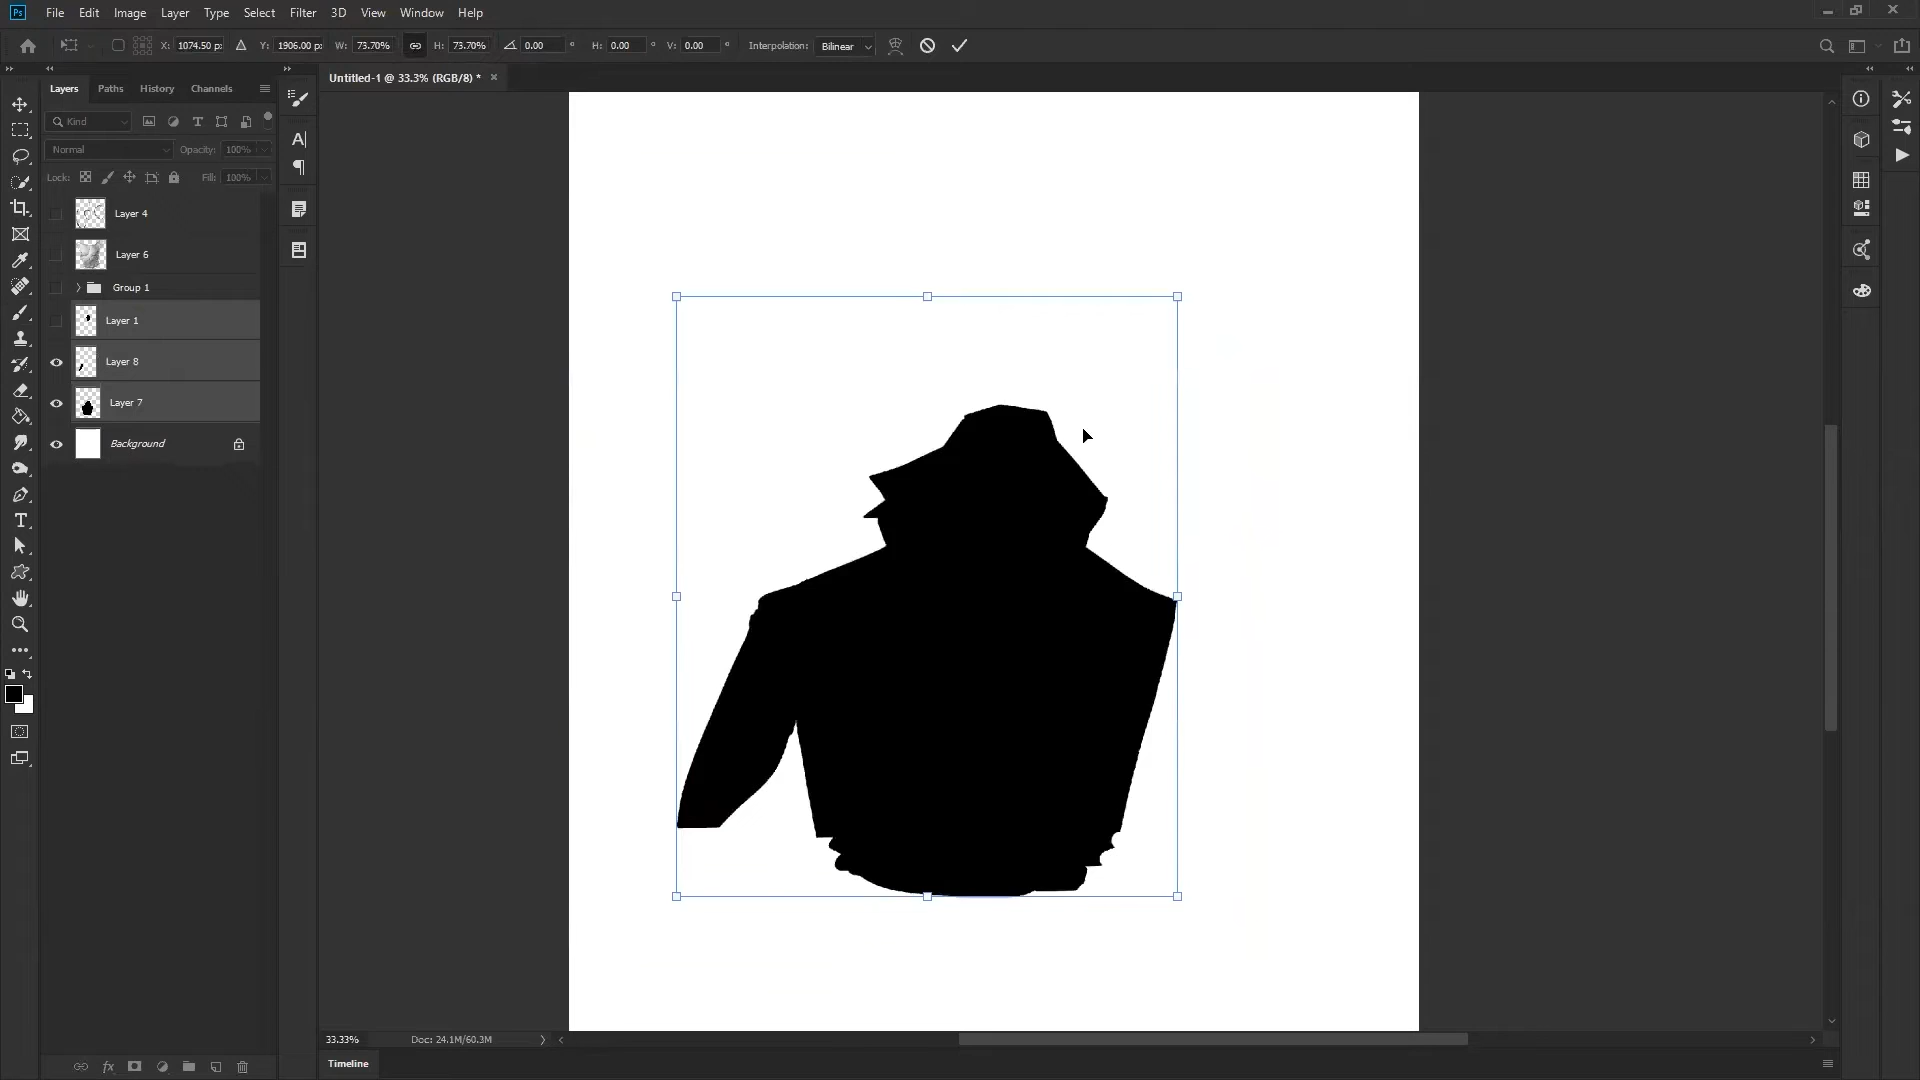 Ps File Edit Image Layer Type Select Filter 3D View Window Help
X: 1074.50 px Y: 1906.00 px W: 73.70% H: 73.70% 0.00 ° H: 0.00 ° V: 0.00 ° Interpolation: Bilinear
Untitled-1 @ 33.3% (RGB/8) *
Layers Paths History Channels
Kind
Normal Opacity: 100%
Lock: Fill: 100%
Layer 4
Layer 6
Group 1
Layer 1
Layer 8
Layer 7
Background
33.33% Doc: 24.1M/60.3M
Timeline